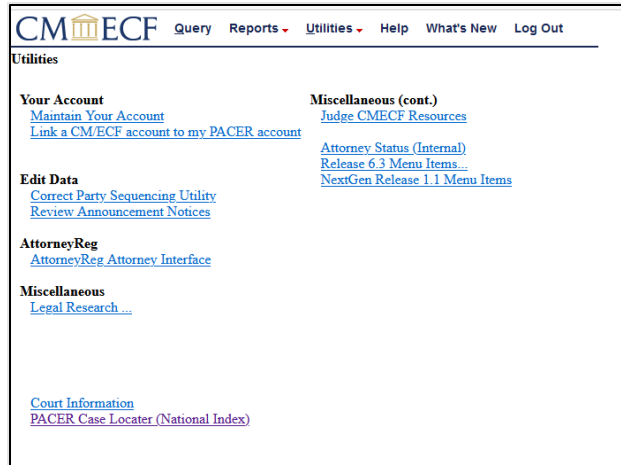 CM ECF Query Reports Utilities Help What's New Log Out
Utilities
Your Account
Maintain Your Account
Link a CM/ECF account to my PACER account
Edit Data
Correct Party Sequencing Utility
Review Announcement Notices
AttorneyReg
AttorneyReg Attorney Interface
Miscellaneous
Legal Research ...
Court Information
PACER Case Locater (National Index)
Miscellaneous (cont.)
Judge CMECF Resources
Attorney Status (Internal)
Release 6.3 Menu Items...
NextGen Release 1.1 Menu Items